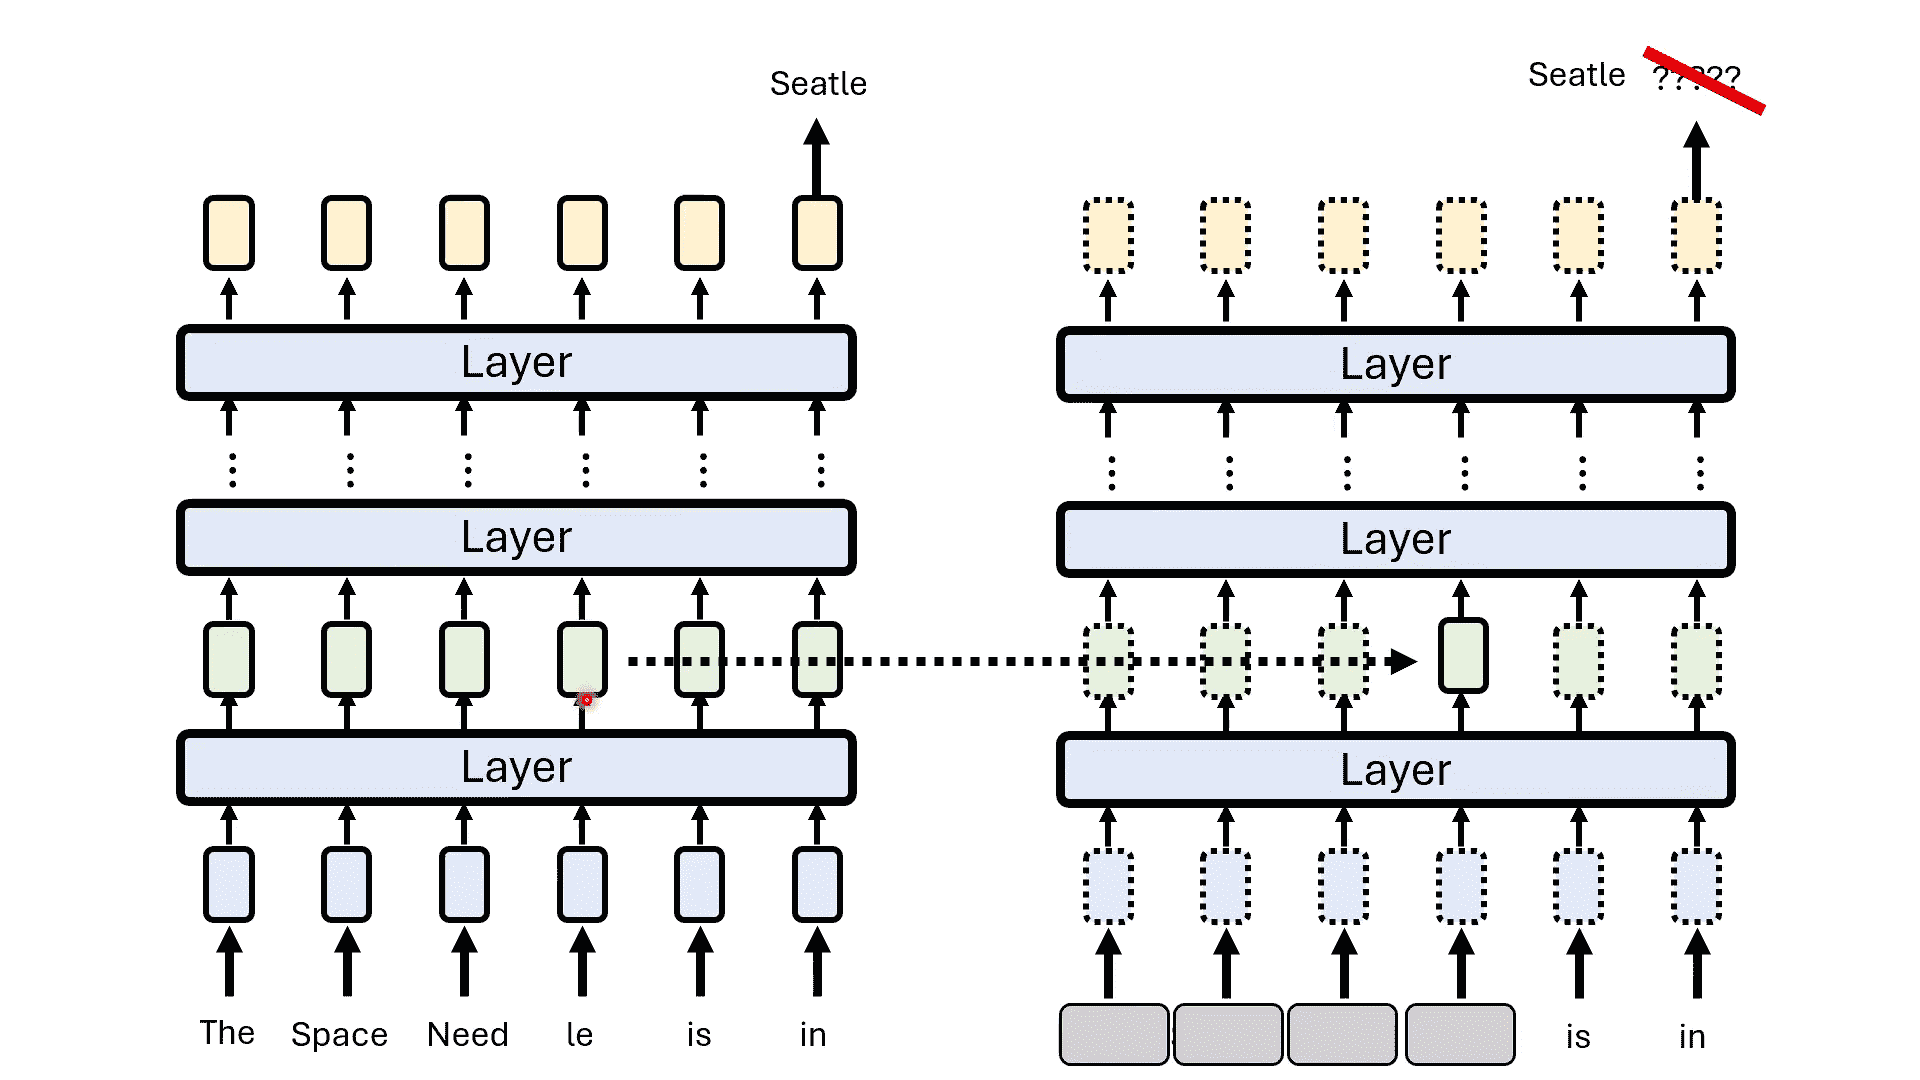 Seatle
Seatle ?????
Layer
Layer
Layer
Layer
Layer
Layer
The Space Need le is in
is in